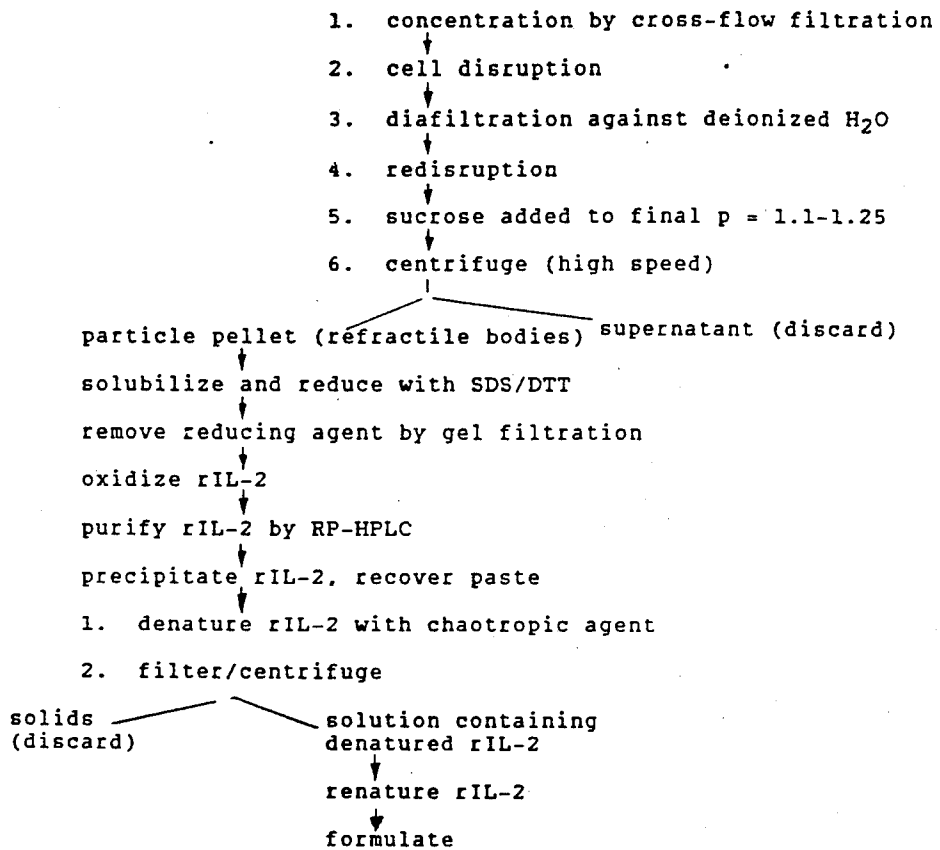 1. concentration by cross-flow filtration
2. cell disruption
3. diafiltration against deionized H₂O
4. redisruption
5. sucrose added to final p = 1.1-1.25
6. centrifuge (high speed)
particle pellet (refractile bodies)
supernatant (discard)
solubilize and reduce with SDS/DTT
remove reducing agent by gel filtration
oxidize rIL-2
purify rIL-2 by RP-HPLC
precipitate rIL-2, recover paste
1. denature rIL-2 with chaotropic agent
2. filter/centrifuge
solids
(discard)
solution containing
denatured rIL-2
renature rIL-2
formulate